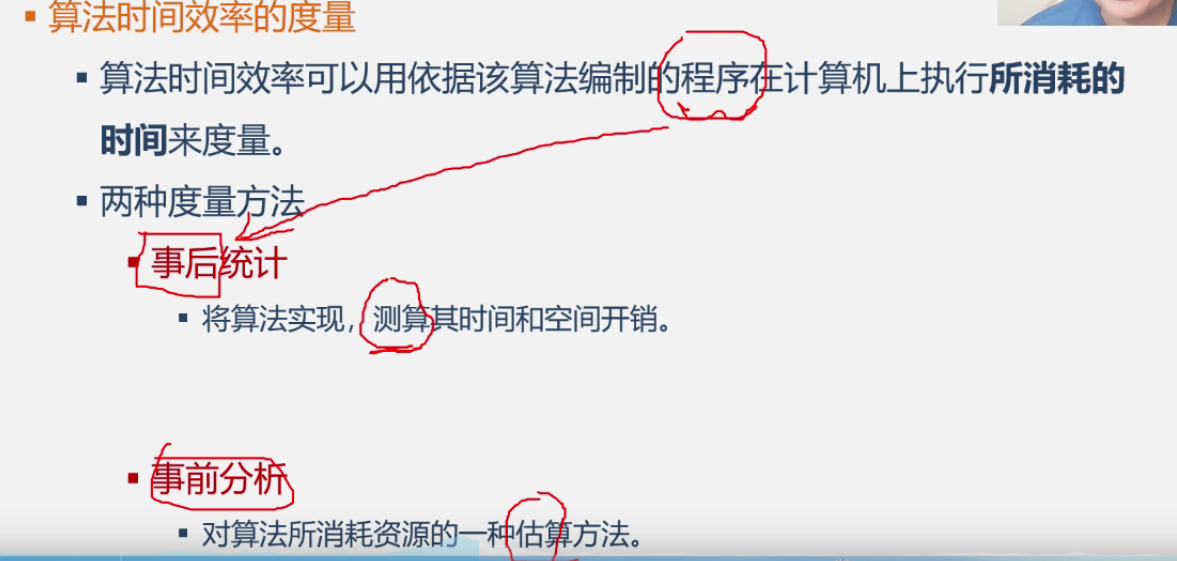 算法时间效率的度量
算法时间效率可以用依据该算法编制的程序在计算机上执行所消耗的
时间来度量。
两种度量方法
事后统计
将算法实现，测算其时间和空间开销。
事前分析
对算法所消耗资源的一种估算方法。